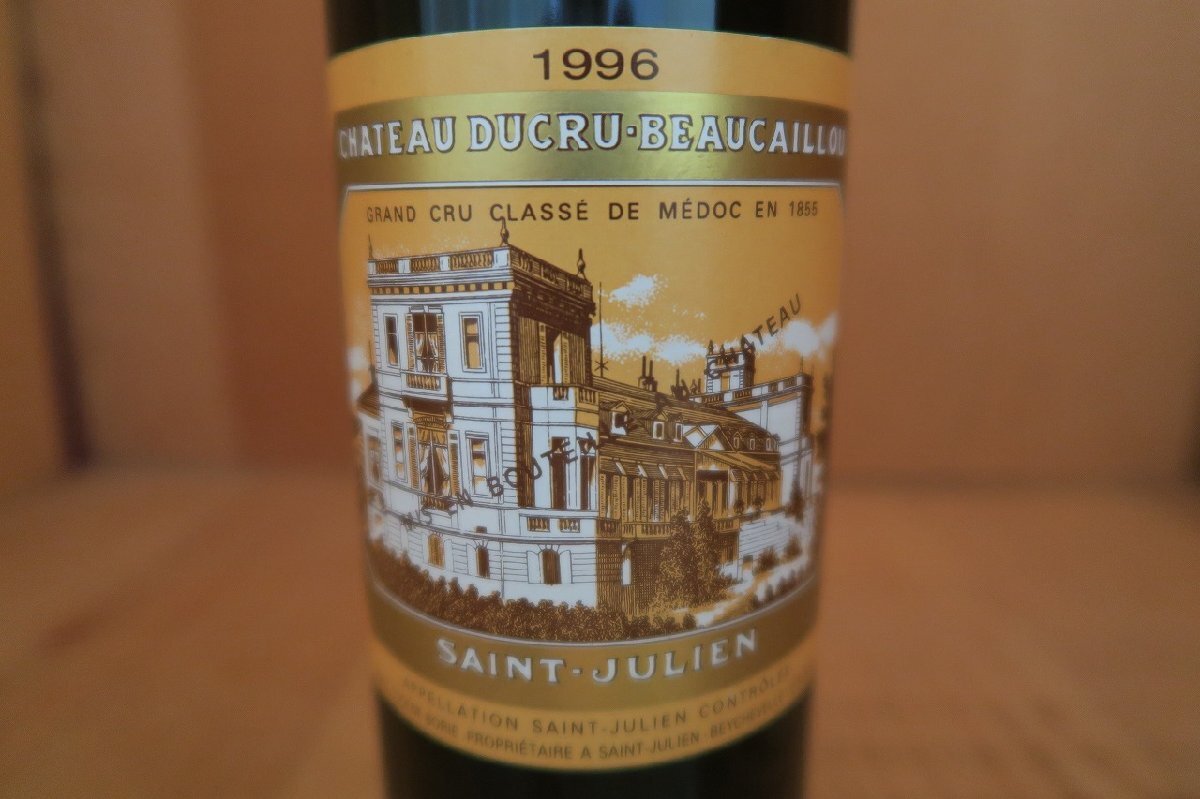 1996
CHATEAU DUCRU-BEAUCAILLOU
GRAND CRU CLASSÉ DE MÉDOC EN 1855
MIS EN BOUTEILLE AU CHATEAU
SAINT-JULIEN
APPELLATION SAINT-JULIEN CONTRÔLÉE
BORIE PROPRIÉTAIRE A SAINT-JULIEN-BEYCHEVELLE